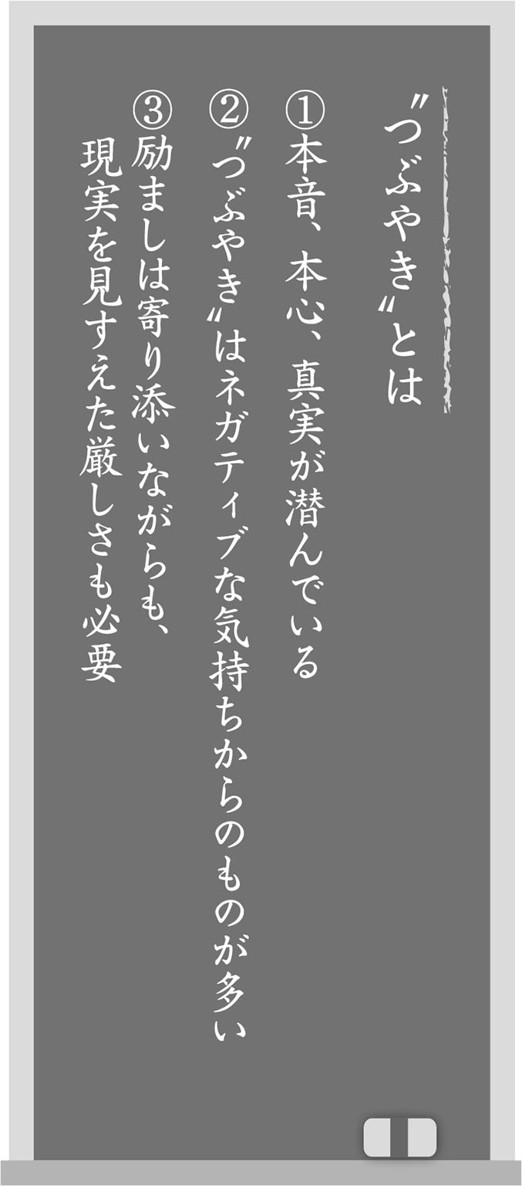 〝つぶやき〟とは
①本音、本心、真実が潜んでいる
②〝つぶやき〟はネガティブな気持ちからのものが多い
③励ましは寄り添いながらも、
現実を見すえた厳しさも必要